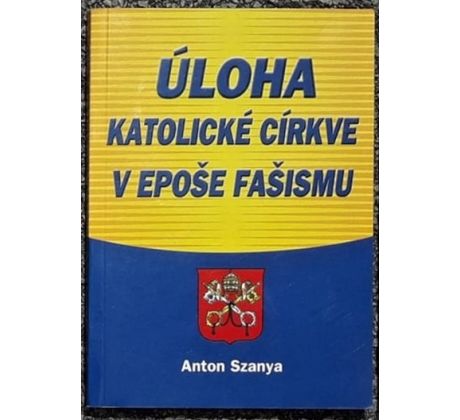 ÚLOHA
KATOLICKÉ CÍRKVE
V EPOŠE FAŠISMU
Anton Szanya